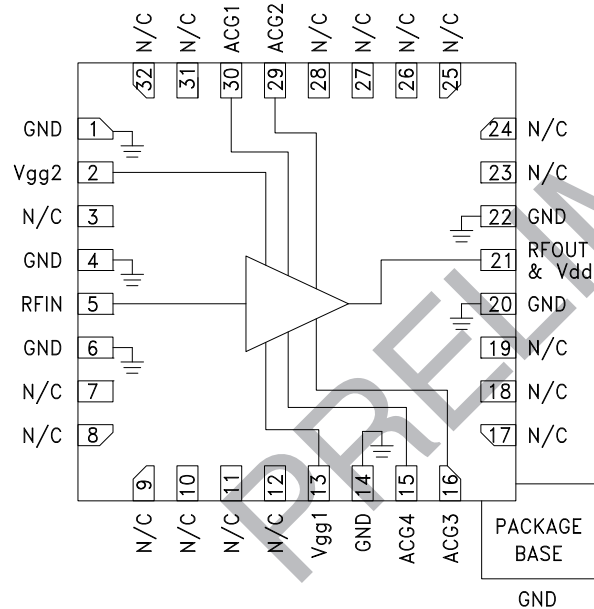 N/C N/C ACG1 ACG2 N/C N/C N/C N/C
32 31 30 29 28 27 26 25
GND 1
Vgg2 2
N/C 3
GND 4
RFIN 5
GND 6
N/C 7
N/C 8
24 N/C
23 N/C
22 GND
21 RFOUT
& Vdd
20 GND
19 N/C
18 N/C
17 N/C
9 10 11 12 13 14 15 16
N/C N/C N/C N/C Vgg1 GND ACG4 ACG3
PACKAGE
BASE
GND